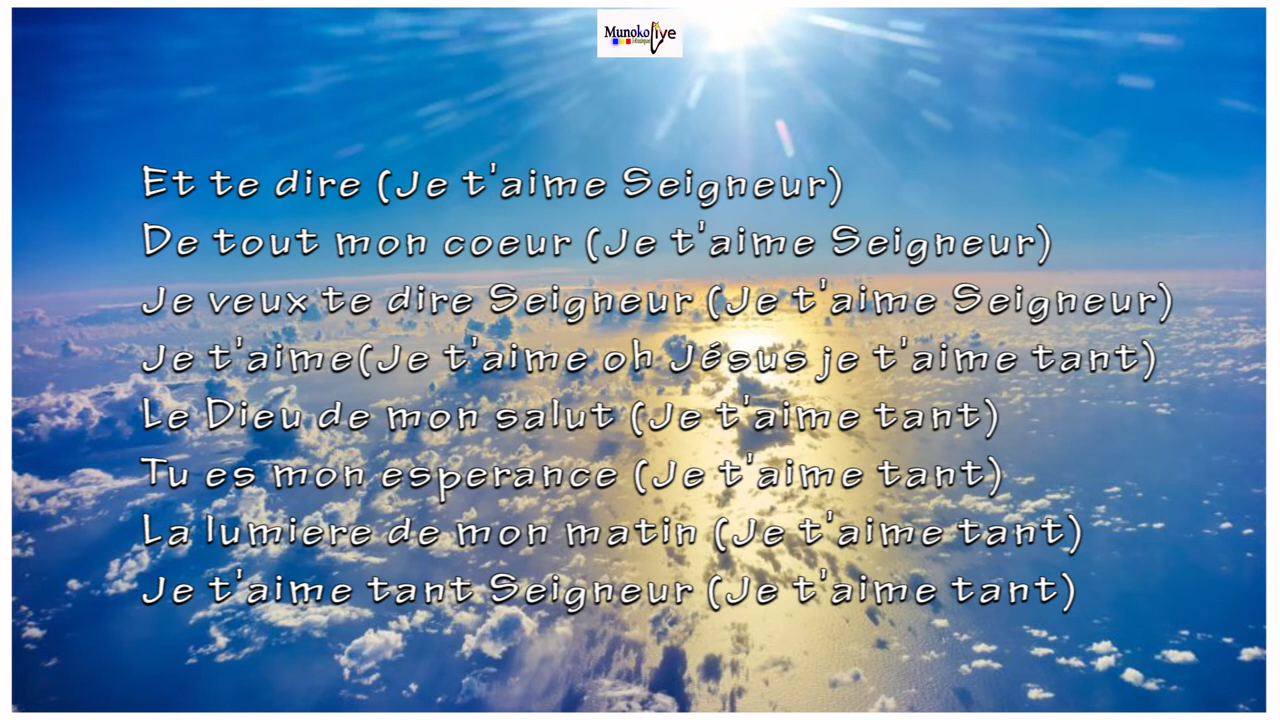 Munoko lye
Et te dire (Je t'aime Seigneur)
De tout mon coeur (Je t'aime Seigneur)
Je veux te dire Seigneur (Je t'aime Seigneur)
Je t'aime(Je t'aime oh Jésus je t'aime tant)
Le Dieu de mon salut (Je t'aime tant)
Tu es mon esperance (Je t'aime tant)
La lumiere de mon matin (Je t'aime tant)
Je t'aime tant Seigneur (Je t'aime tant)